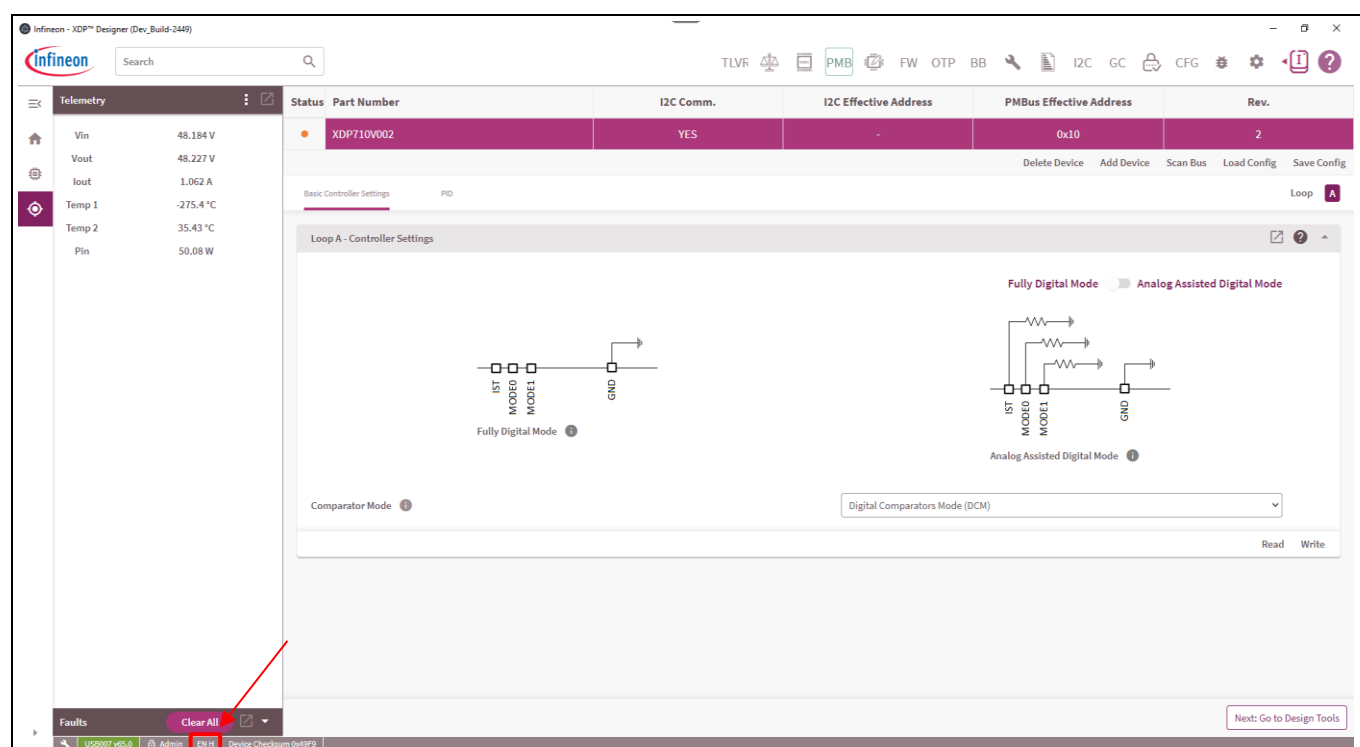 Infineon - XDP™ Designer (Dev_Build-2449)
infineon
Search
TLVR PMB FW OTP BB I2C GC CFG
Telemetry
Vin 48.184 V
Vout 48.227 V
Iout 1.062 A
Temp 1 -275.4 °C
Temp 2 35.43 °C
Pin 50.08 W
Status Part Number I2C Comm. I2C Effective Address PMBus Effective Address Rev.
XDP710V002 YES - 0x10 2
Delete Device Add Device Scan Bus Load Config Save Config
Basic Controller Settings PID Loop A
Loop A - Controller Settings
Fully Digital Mode Analog Assisted Digital Mode
IST
MODE0
MODE1
GND
Fully Digital Mode
IST
MODE0
MODE1
GND
Analog Assisted Digital Mode
Comparator Mode Digital Comparators Mode (DCM)
Read Write
Faults Clear All
Next: Go to Design Tools
USB007 v65.0 Admin EN H Device Checksum 0x49F9